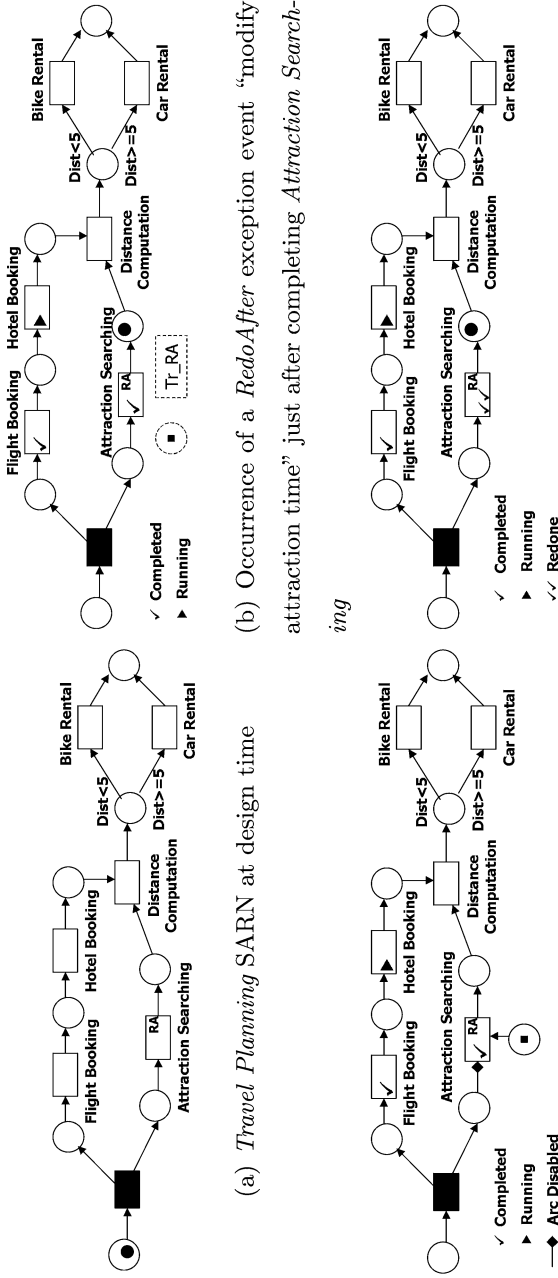 Flight Booking
Hotel Booking
Bike Rental
Dist<5
RA
Attraction Searching
Distance
Computation
Dist>=5
Car Rental
(a) Travel Planning SARN at design time
Flight Booking
Hotel Booking
Bike Rental
Dist<5
Attraction Searching
RA
Distance
Computation
Dist>=5
Car Rental
Tr_RA
✓ Completed
▶ Running
(b) Occurrence of a RedoAfter exception event “modify
attraction time” just after completing Attraction Search-
ing
Flight Booking
Hotel Booking
Bike Rental
Dist<5
Attraction Searching
RA
Distance
Computation
Dist>=5
Car Rental
✓ Completed
▶ Running
Arc Disabled
Flight Booking
Hotel Booking
Bike Rental
Dist<5
Attraction Searching
RA
Distance
Computation
Dist>=5
Car Rental
✓ Completed
▶ Running
✓✓ Redone